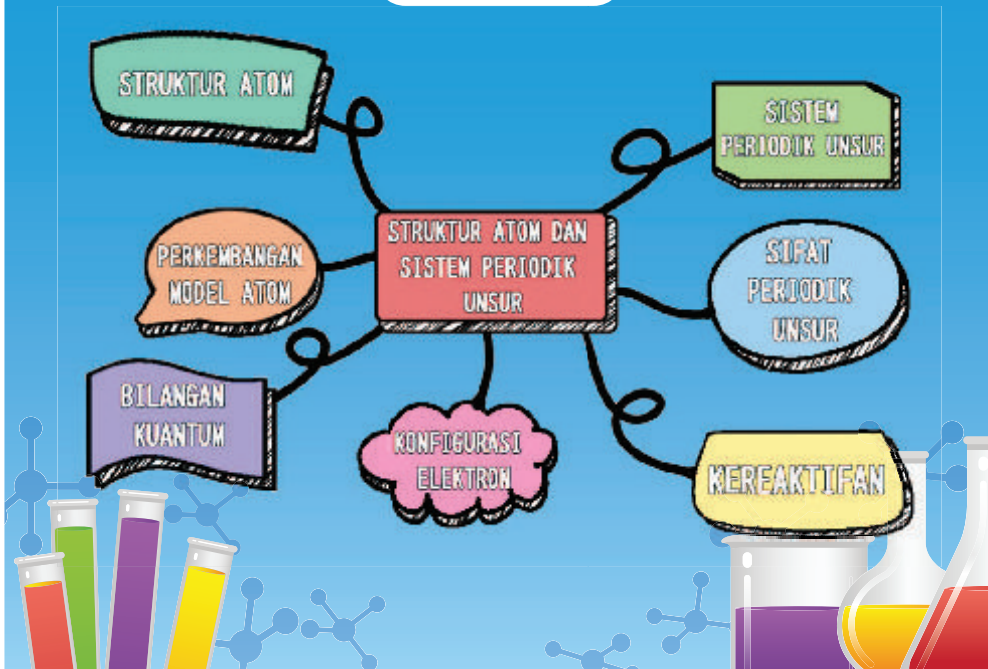 STRUKTUR ATOM
SISTEM
PERIODIK UNSUR
STRUKTUR ATOM DAN
SISTEM PERIODIK
UNSUR
PERKEMBANGAN
MODEL ATOM
SIFAT
PERIODIK
UNSUR
BILANGAN
KUANTUM
KONFIGURASI
ELEKTRON
KEREAKTIFAN